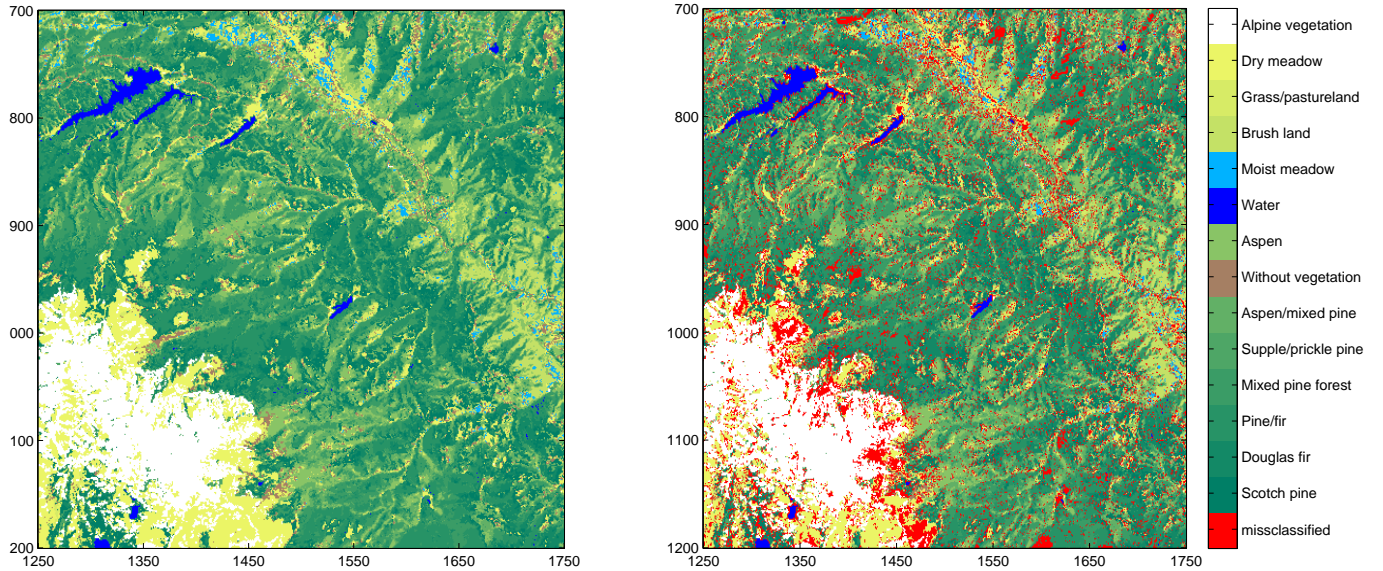 700
800
900
000
100
200
1250
1350
1450
1550
1650
1750
700
800
900
1000
1100
1200
1250
1350
1450
1550
1650
1750
Alpine vegetation
Dry meadow
Grass/pastureland
Brush land
Moist meadow
Water
Aspen
Without vegetation
Aspen/mixed pine
Supple/prickle pine
Mixed pine forest
Pine/fir
Douglas fir
Scotch pine
missclassified